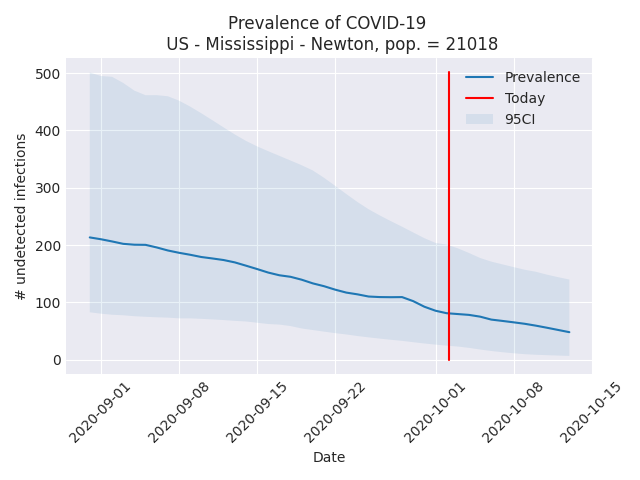 Prevalence of COVID-19
US - Mississippi - Newton, pop. = 21018
# undetected infections
500
400
300
200
100
0
Prevalence
Today
95CI
2020-09-01
2020-09-08
2020-09-15
2020-09-22
2020-10-01
2020-10-08
2020-10-15
Date